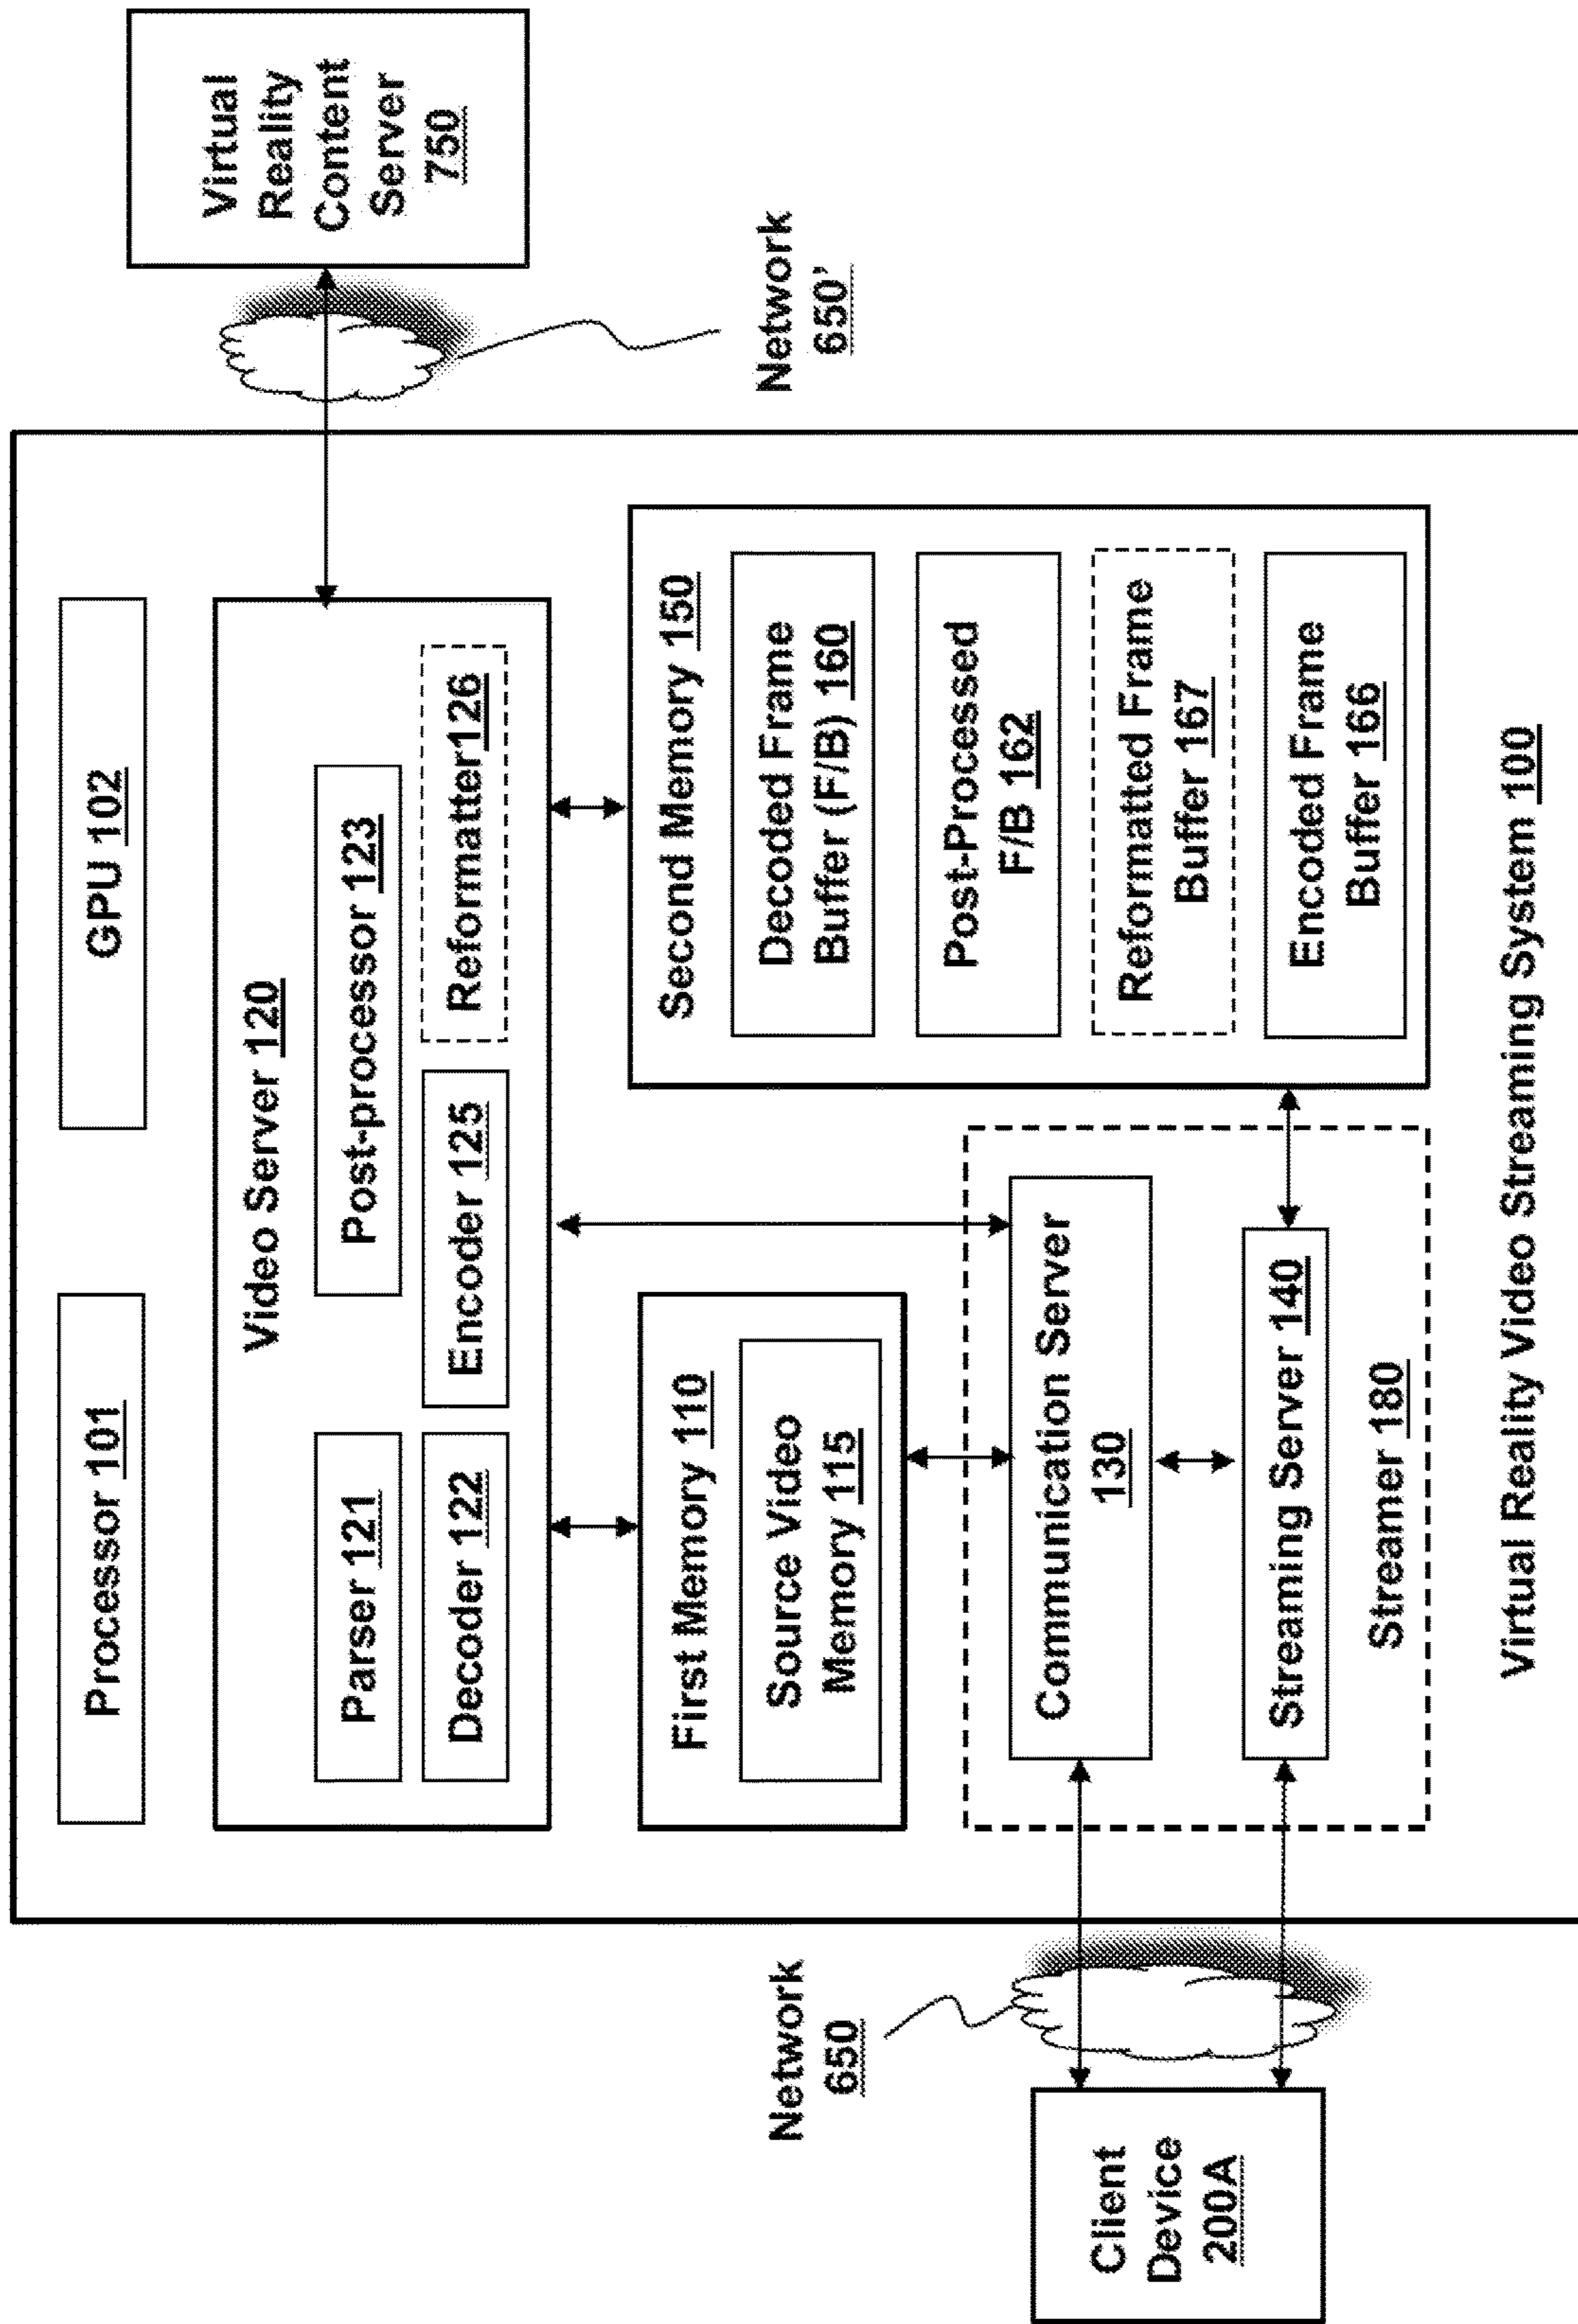 Processor 101
GPU 102
Video Server 120
Parser 121
Post-processor 123
Decoder 122
Encoder 125
Reformatter126
First Memory 110
Source Video
Memory 115
Second Memory 150
Decoded Frame
Buffer (F/B) 160
Post-Processed
F/B 162
Reformatted Frame
Buffer 167
Encoded Frame
Buffer 166
Communication Server
130
Streaming Server 140
Streamer 180
Virtual Reality Video Streaming System 100
Network
650
Client
Device
200A
Virtual
Reality
Content
Server
750
Network
650'